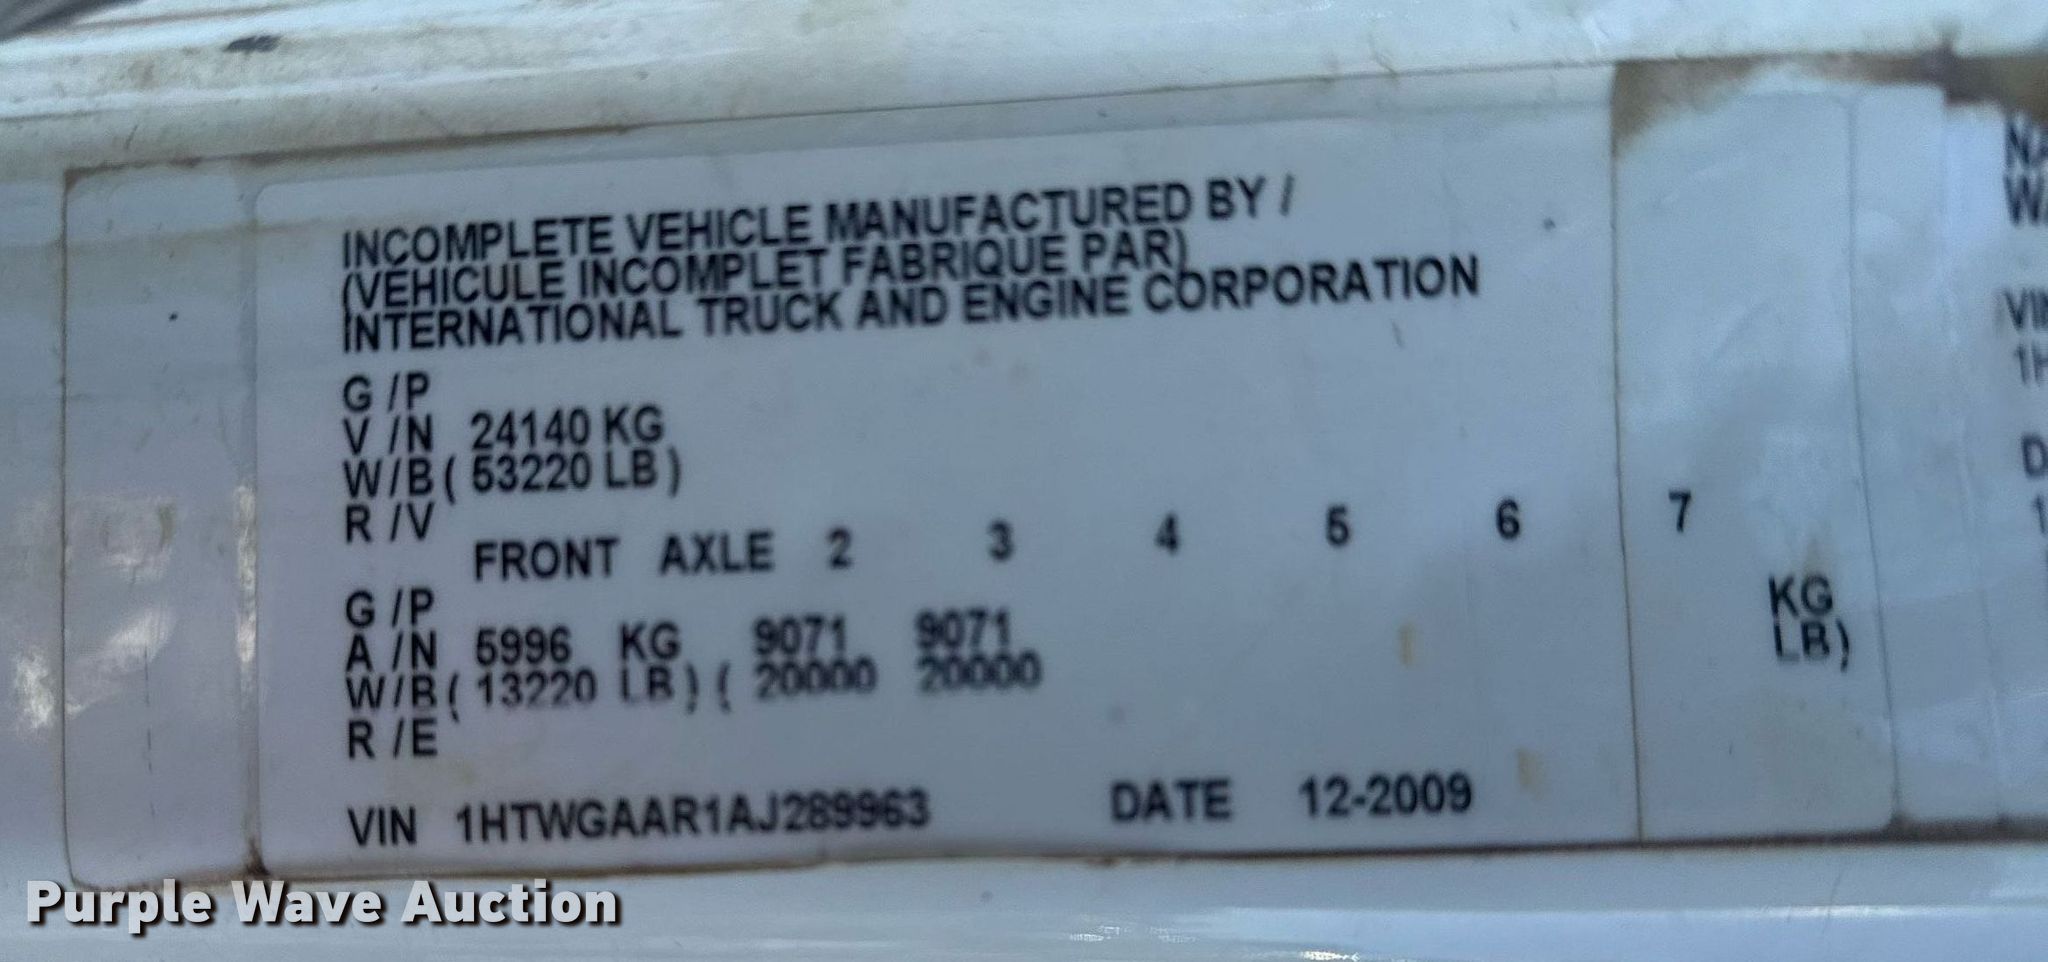 INCOMPLETE VEHICLE MANUFACTURED BY /
(VÉHICULE INCOMPLET FABRIQUE PAR)
INTERNATIONAL TRUCK AND ENGINE CORPORATION
G /P
V /N 24140 KG
W/B ( 53220 LB )
R /V
FRONT AXLE 2 3 4 5 6 7
G /P
A /N 5996 KG 9071 9071 KG
W/B ( 13220 LB ) ( 20000 20000 LB )
R /E
VIN 1HTWGAAR1AJ289963 DATE 12-2009
Purple Wave Auction